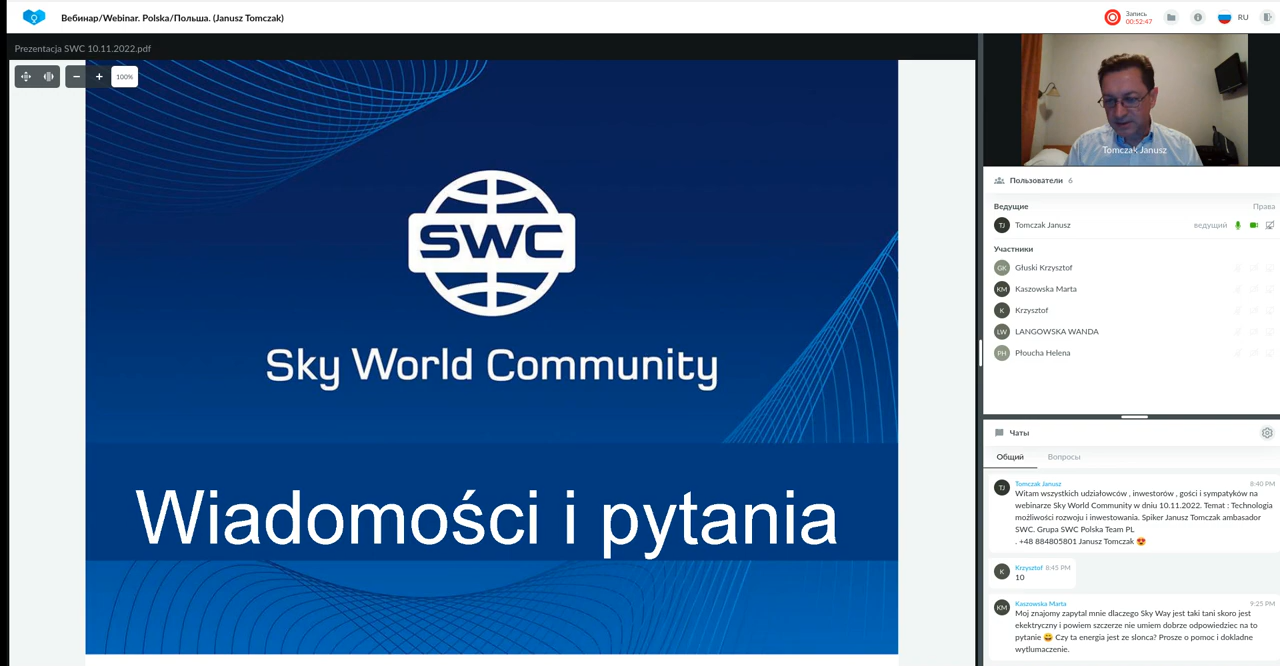 Вебинар/Webinar. Polska/Польша. (Janusz Tomczak)
Запись
00:52:47
RU
Prezentacja SWC 10.11.2022.pdf
100%
SWC
Sky World Community
Wiadomości i pytania
Tomczak Janusz
Пользователи 6
Ведущие Права
TJ Tomczak Janusz ведущий
Участники
GK Głuski Krzysztof
KM Kaszowska Marta
K Krzysztof
LW LANGOWSKA WANDA
PH Płoucha Helena
Чаты
Общий Вопросы
TJ Tomczak Janusz 8:40 PM
Witam wszystkich udziałowców , inwestorów , gości i sympatyków na
webinarze Sky World Community w dniu 10.11.2022. Temat : Technologia
możliwości rozwoju i inwestowania. Spiker Janusz Tomczak ambasador
SWC. Grupa SWC Polska Team PL
. +48 884805801 Janusz Tomczak 😍
K Krzysztof 8:45 PM
10
KM Kaszowska Marta 9:25 PM
Moj znajomy zapytal mnie dlaczego Sky Way jest taki tani skoro jest
ekektryczny i powiem szczerze nie umiem dobrze odpowiedziec na to
pytanie 😄 Czy ta energia jest ze slonca? Prosze o pomoc i dokladne
wytlumaczenie.